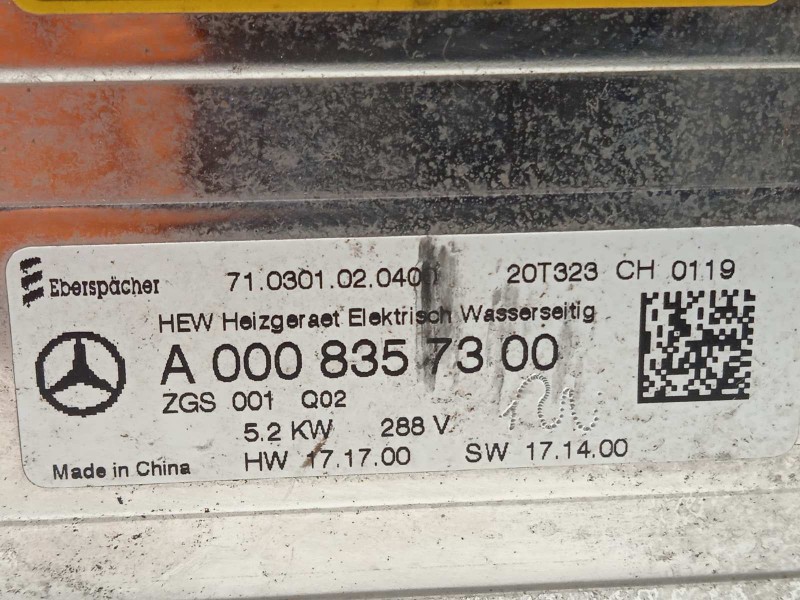 Eberspächer 71.0301.02.0400 20T323 CH 0119
HEW Heizgeraet Elektrisch Wasserseitig
A 000 835 73 00
ZGS 001 Q02
5.2 KW 288 V
Made in China HW 17.17.00 SW 17.14.00